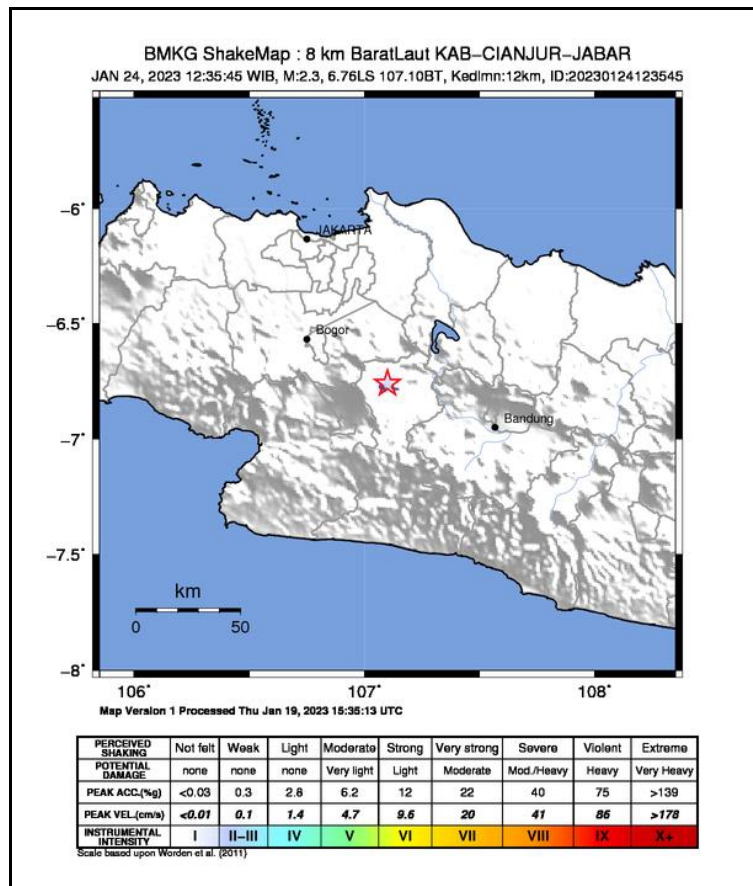 BMKG ShakeMap : 8 km BaratLaut KAB-CIANJUR-JABAR
JAN 24, 2023 12:35:45 WIB, M:2.3, 6.76LS 107.10BT, Kedlmn:12km, ID:20230124123545
-6°
JAKARTA
-6.5°
Bogor
-7°
Bandung
-7.5°
km
0 50
-8°
106° 107° 108°
Map Version 1 Processed Thu Jan 19, 2023 15:35:13 UTC
PERCEIVED SHAKING Not felt Weak Light Moderate Strong Very strong Severe Violent Extreme
POTENTIAL DAMAGE none none none Very light Light Moderate Mod./Heavy Heavy Very Heavy
PEAK ACC.(%g) <0.03 0.3 2.8 6.2 12 22 40 75 >139
PEAK VEL.(cm/s) <0.01 0.1 1.4 4.7 9.6 20 41 86 >178
INSTRUMENTAL INTENSITY I II-III IV V VI VII VIII IX X+
Scale based upon Worden et al. (2011)